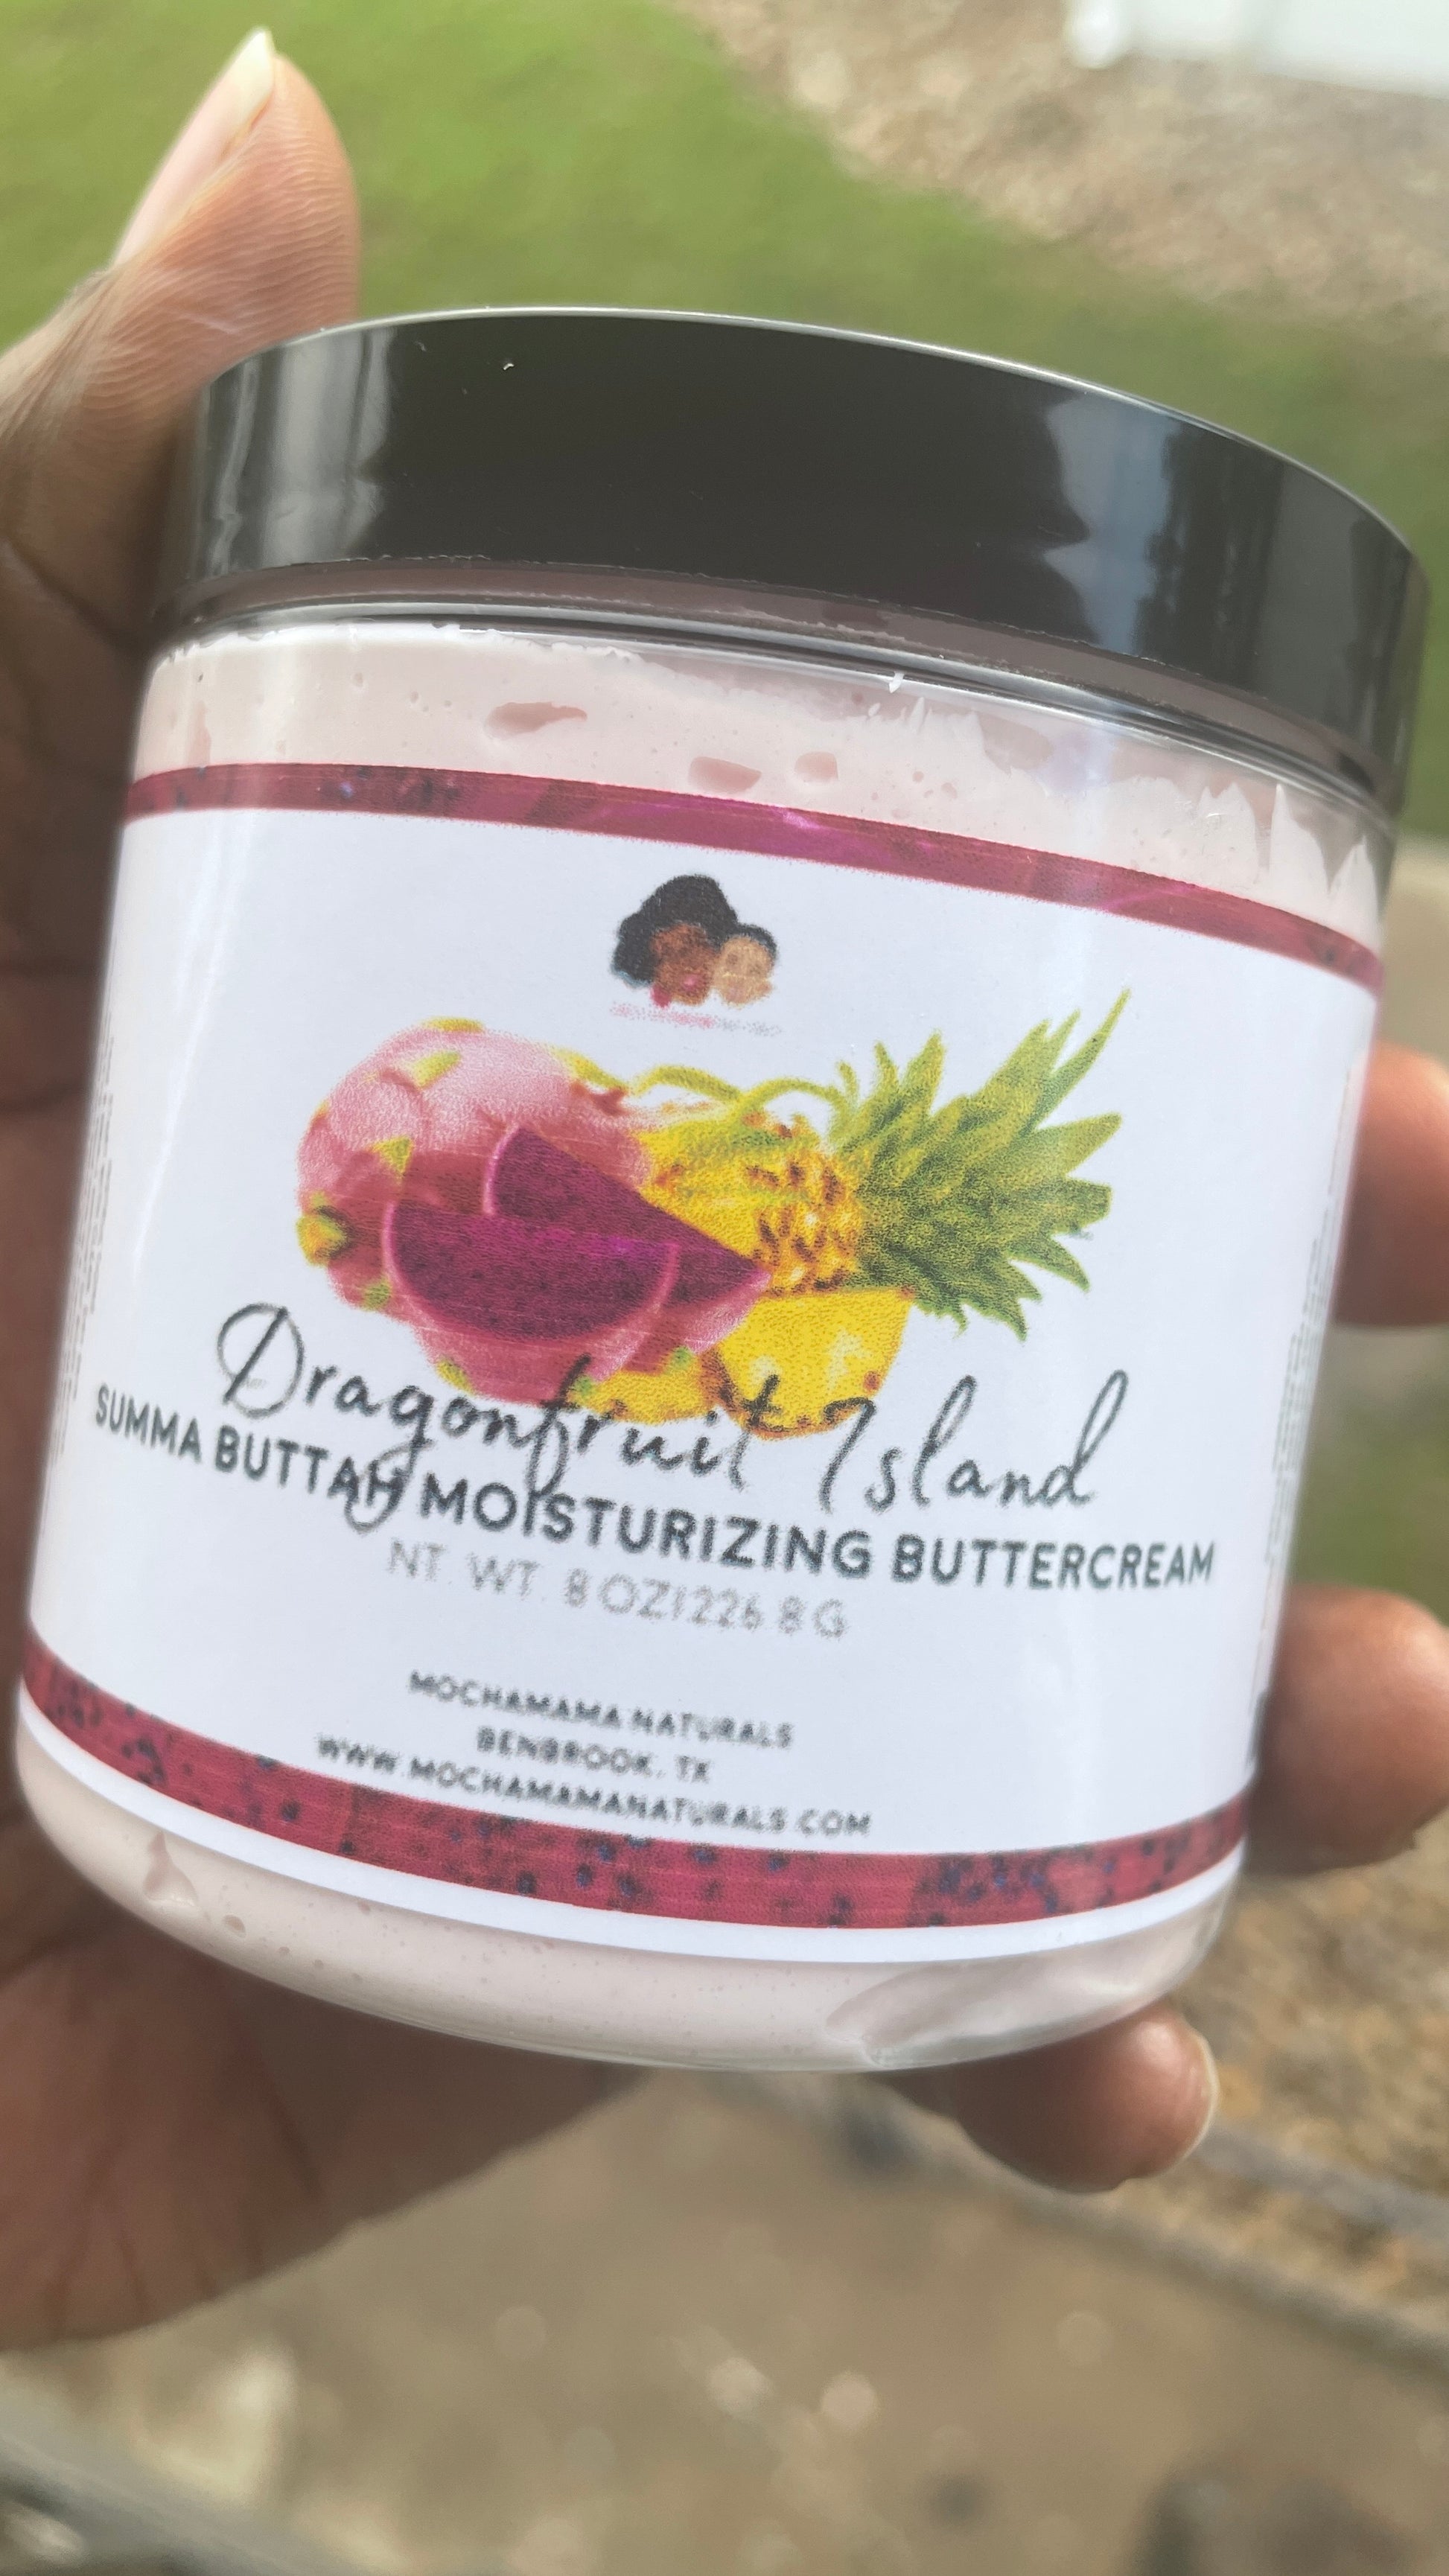 Dragonfruit Island
SUMMA BUTTAH MOISTURIZING BUTTERCREAM
NT. WT. 8 OZ|226.8 G
MOCHAMAMA NATURALS
BENBROOK, TX
WWW.MOCHAMAMANATURALS.COM